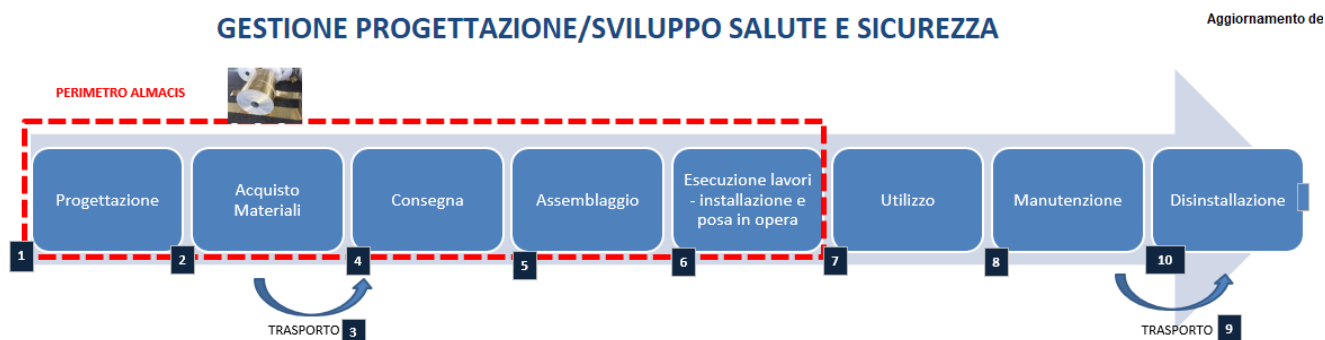 GESTIONE PROGETTAZIONE/SVILUPPO SALUTE E SICUREZZA
Aggiornamento de
PERIMETRO ALMACIS
Progettazione
Acquisto
Materiali
Consegna
Assemblaggio
Esecuzione lavori
- installazione e
posa in opera
Utilizzo
Manutenzione
Disinstallazione
1
2
4
5
6
7
8
10
TRASPORTO 3
TRASPORTO 9